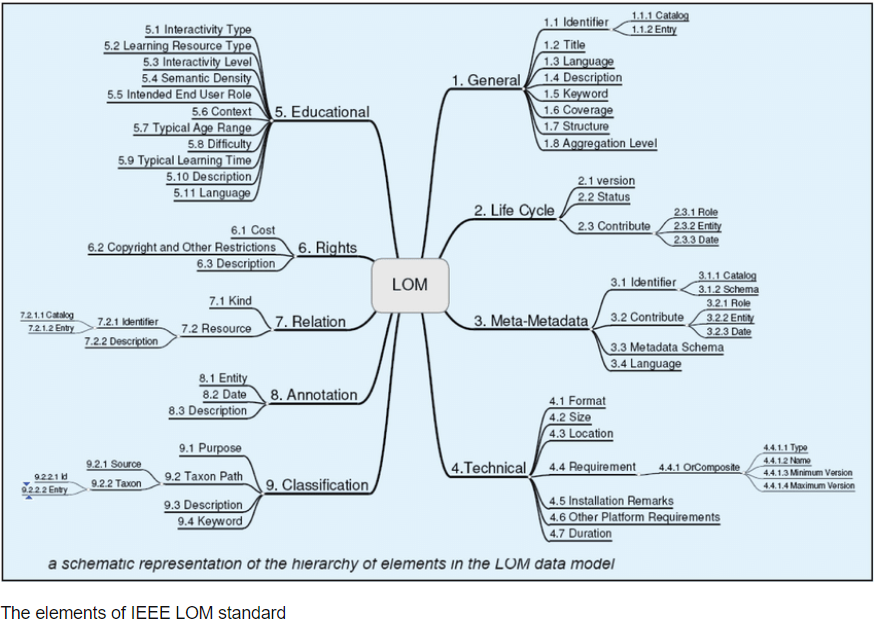 LOM
1. General
1.1 Identifier
1.1.1 Catalog
1.1.2 Entry
1.2 Title
1.3 Language
1.4 Description
1.5 Keyword
1.6 Coverage
1.7 Structure
1.8 Aggregation Level
2. Life Cycle
2.1 version
2.2 Status
2.3 Contribute
2.3.1 Role
2.3.2 Entity
2.3.3 Date
3. Meta-Metadata
3.1 Identifier
3.1.1 Catalog
3.1.2 Schema
3.2 Contribute
3.2.1 Role
3.2.2 Entity
3.2.3 Date
3.3 Metadata Schema
3.4 Language
4.Technical
4.1 Format
4.2 Size
4.3 Location
4.4 Requirement
4.4.1 OrComposite
4.4.1.1 Type
4.4.1.2 Name
4.4.1.3 Minimum Version
4.4.1.4 Maximum Version
4.5 Installation Remarks
4.6 Other Platform Requirements
4.7 Duration
5. Educational
5.1 Interactivity Type
5.2 Learning Resource Type
5.3 Interactivity Level
5.4 Semantic Density
5.5 Intended End User Role
5.6 Context
5.7 Typical Age Range
5.8 Difficulty
5.9 Typical Learning Time
5.10 Description
5.11 Language
6. Rights
6.1 Cost
6.2 Copyright and Other Restrictions
6.3 Description
7. Relation
7.1 Kind
7.2 Resource
7.2.1 Identifier
7.2.1.1 Catalog
7.2.1.2 Entry
7.2.2 Description
8. Annotation
8.1 Entity
8.2 Date
8.3 Description
9. Classification
9.1 Purpose
9.2 Taxon Path
9.2.1 Source
9.2.2 Taxon
9.2.2.1 Id
9.2.2.2 Entry
9.3 Description
9.4 Keyword
a schematic representation of the hierarchy of elements in the LOM data model
The elements of IEEE LOM standard